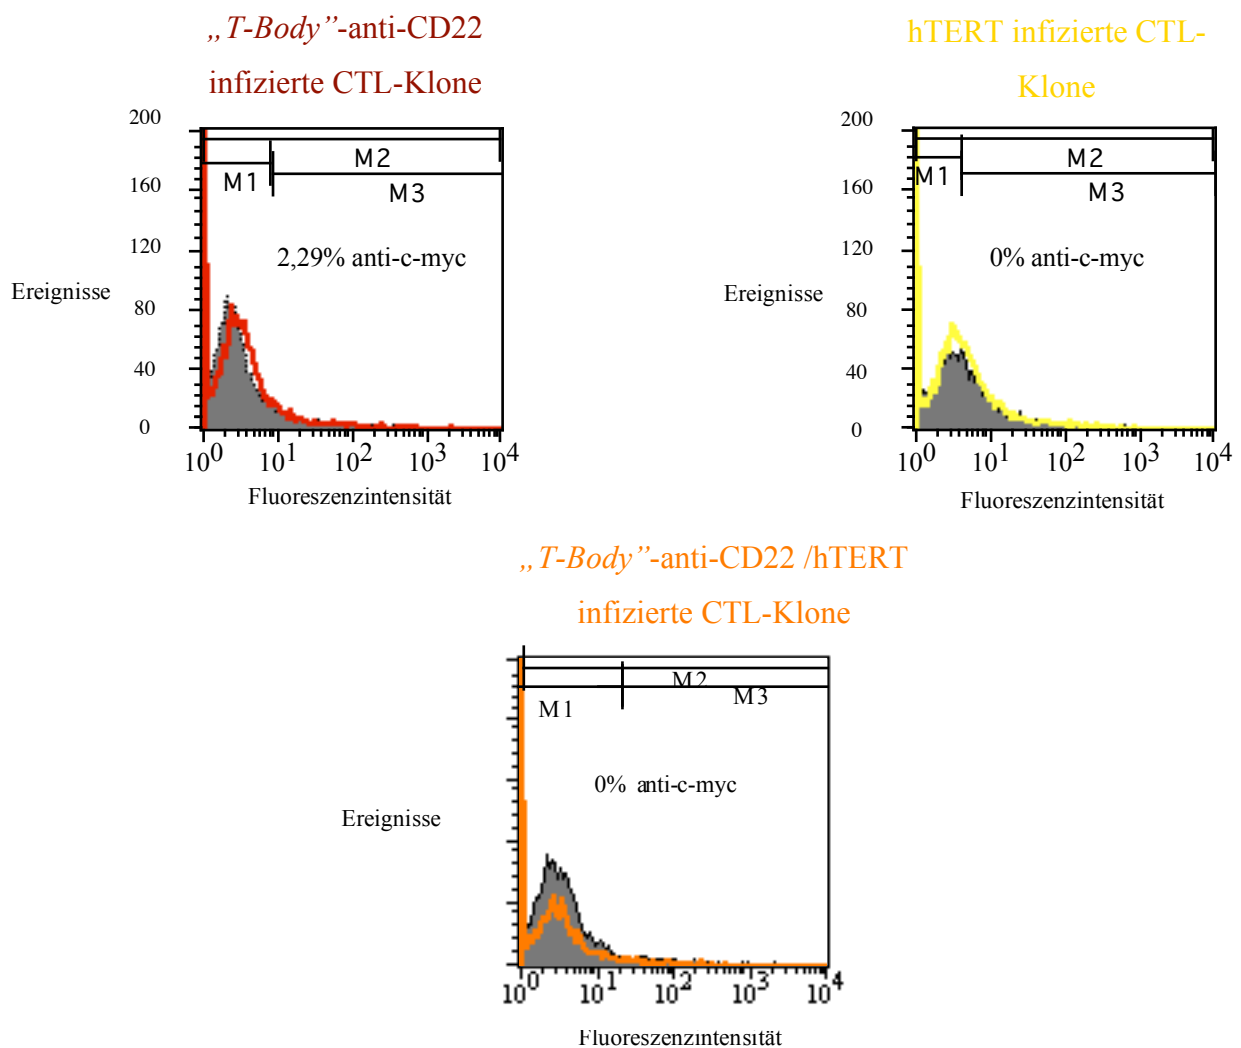 „T-Body”-anti-CD22
infizierte CTL-Klone
200
160
120
80
40
0
M1
M2
M3
2,29% anti-c-myc
Ereignisse
10^0 10^1 10^2 10^3 10^4
Fluoreszenzintensität
hTERT infizierte CTL-
Klone
200
160
120
80
40
0
M1
M2
M3
0% anti-c-myc
Ereignisse
10^0 10^1 10^2 10^3 10^4
Fluoreszenzintensität
„T-Body”-anti-CD22 /hTERT
infizierte CTL-Klone
M1
M2
M3
0% anti-c-myc
Ereignisse
10^0 10^1 10^2 10^3 10^4
Fluoreszenzintensität